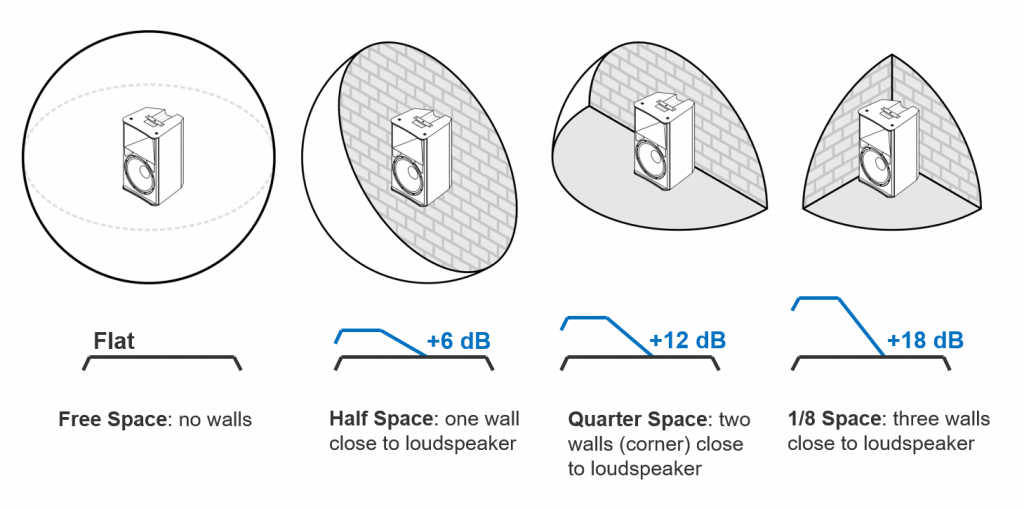 Flat
+6 dB
+12 dB
+18 dB
Free Space: no walls
Half Space: one wall
close to loudspeaker
Quarter Space: two
walls (corner) close
to loudspeaker
1/8 Space: three walls
close to loudspeaker